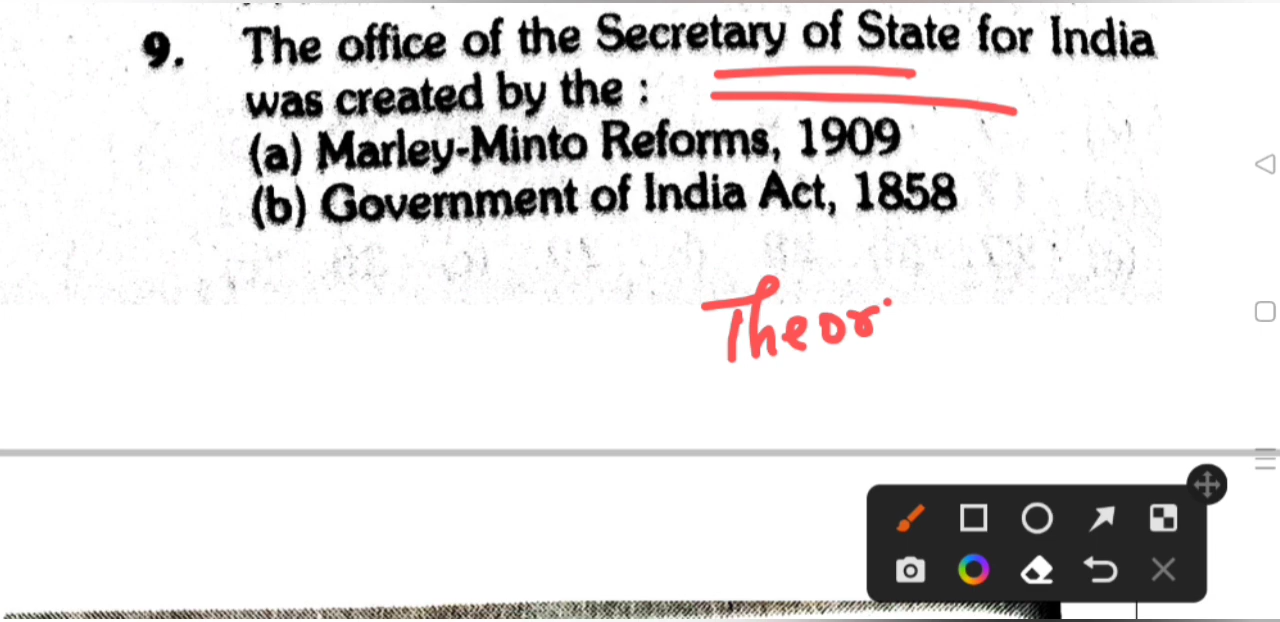 9. The office of the Secretary of State for India
was created by the :
(a) Marley-Minto Reforms, 1909
(b) Government of India Act, 1858
Theor